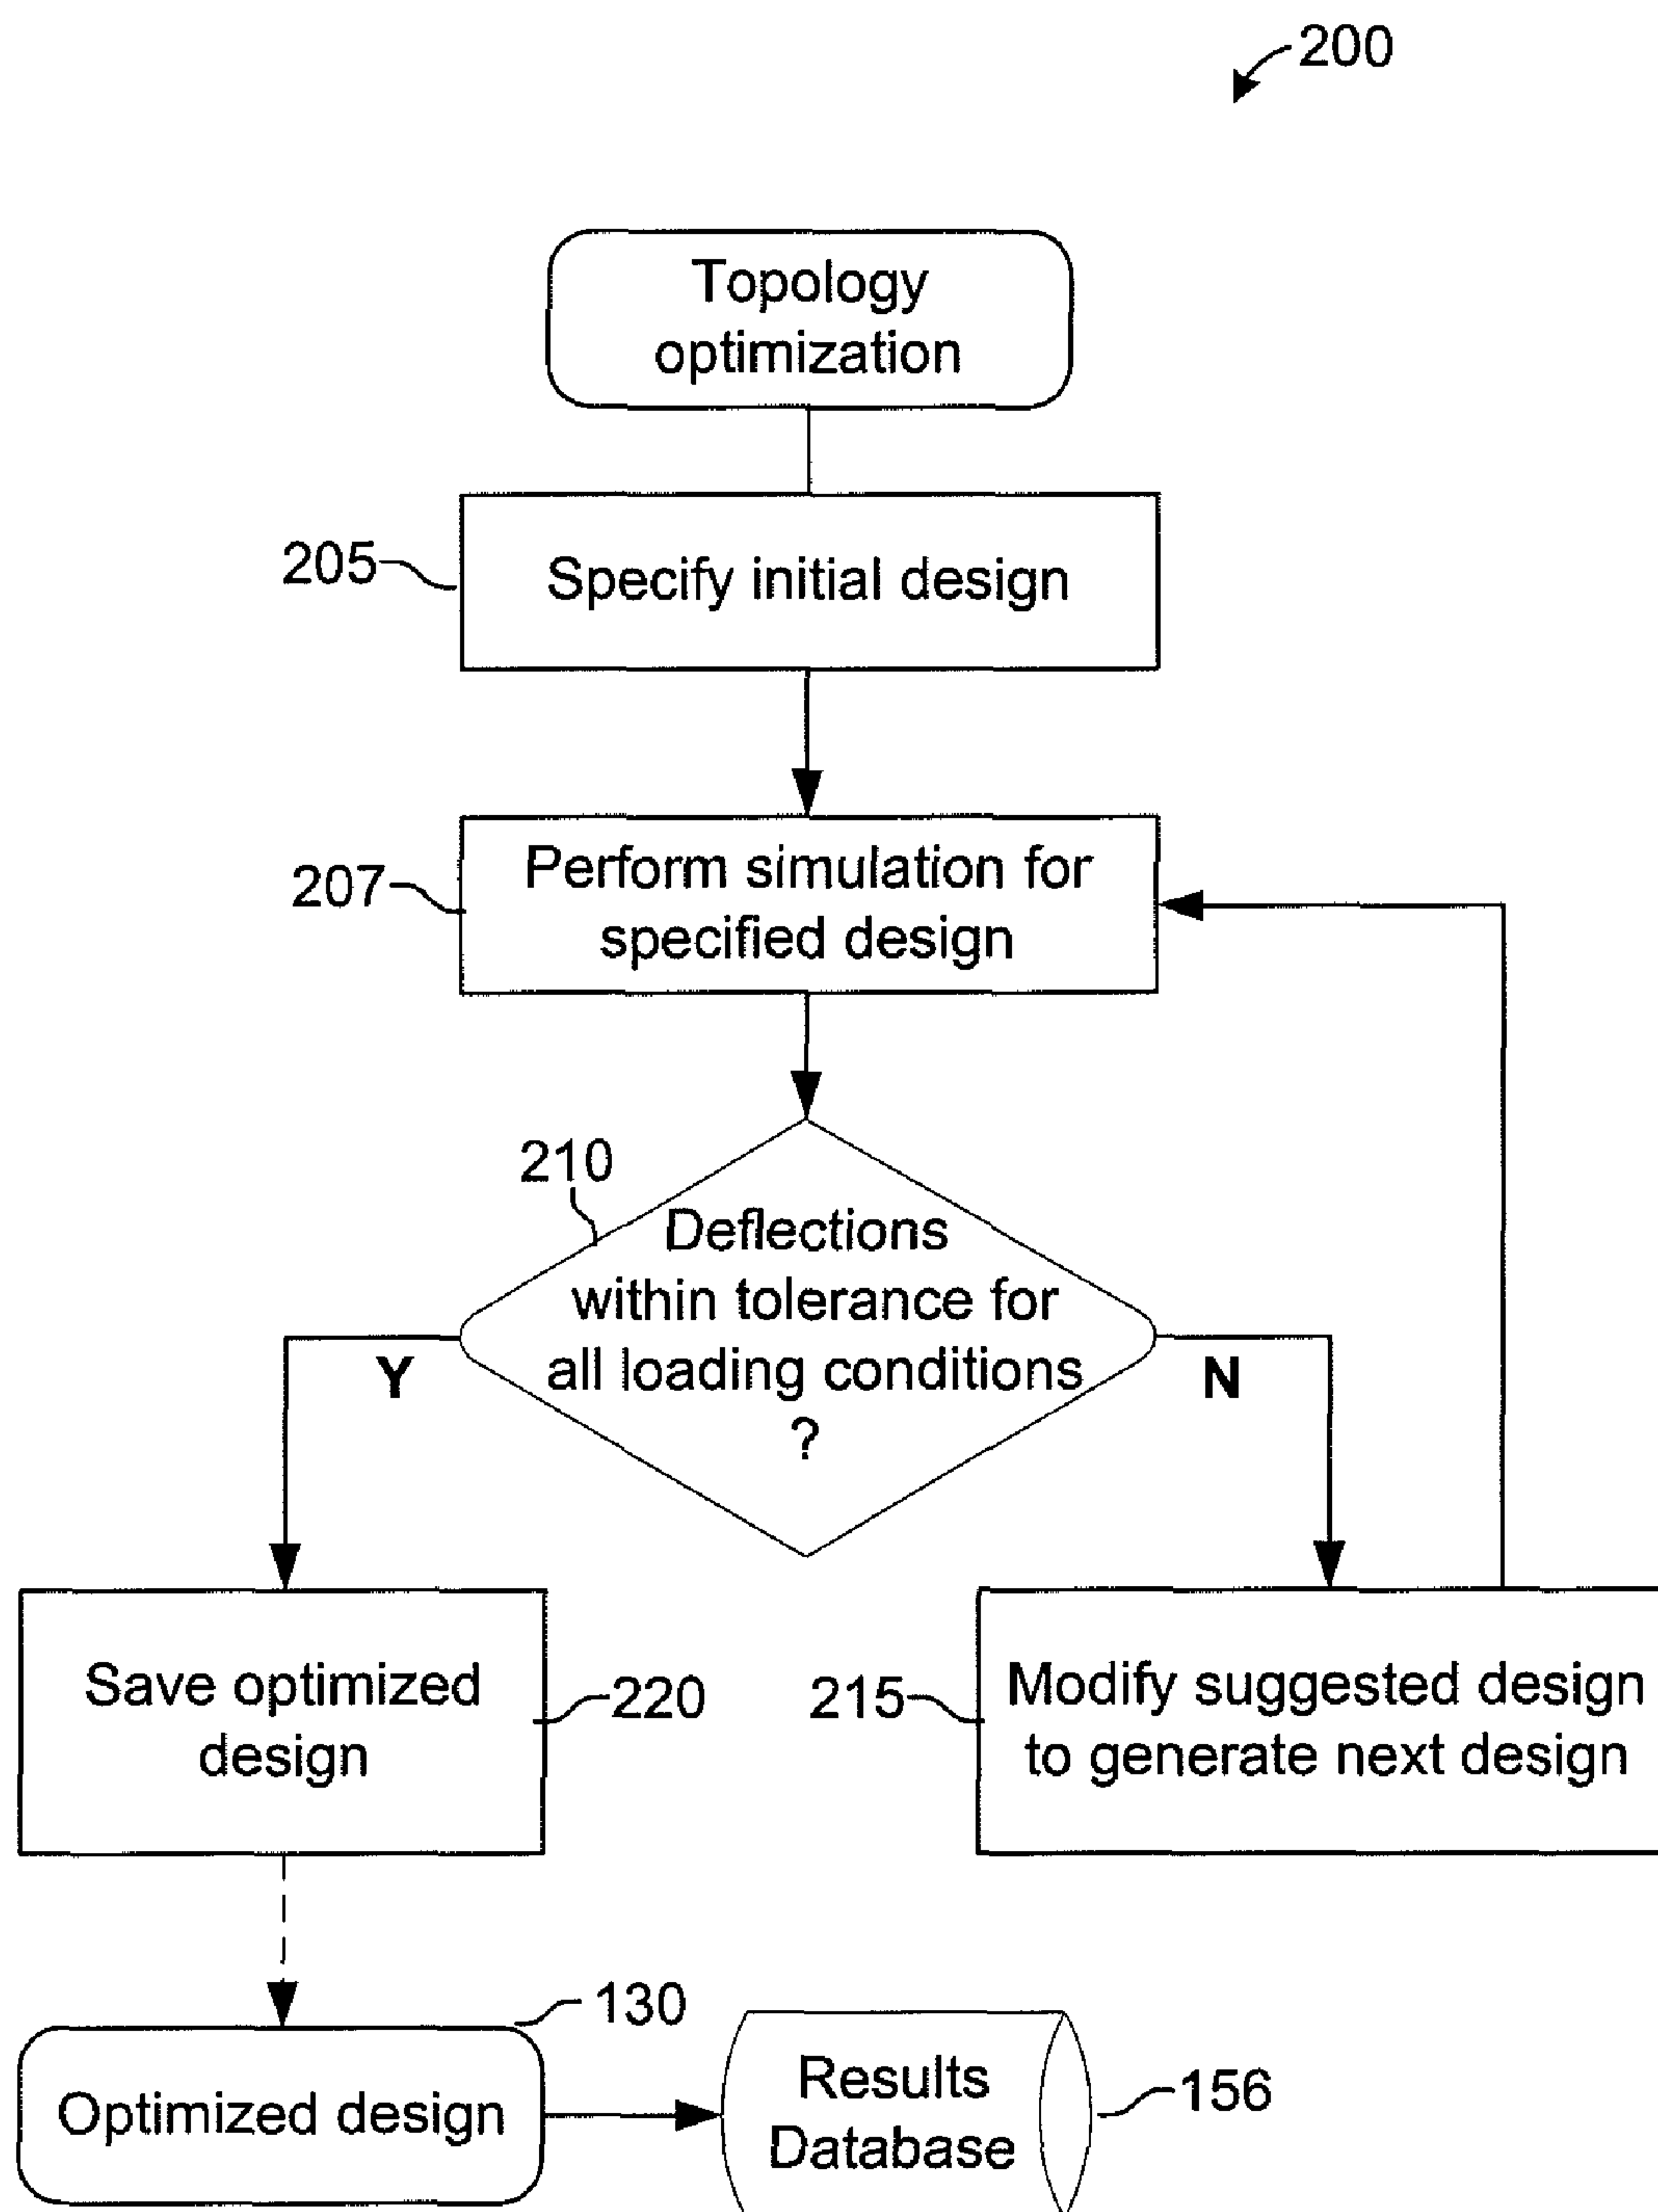 200
Topology
optimization
205
Specify initial design
207
Perform simulation for
specified design
210
Deflections
within tolerance for
all loading conditions
?
Y
N
Save optimized
design
220
215
Modify suggested design
to generate next design
130
Optimized design
Results
Database
156